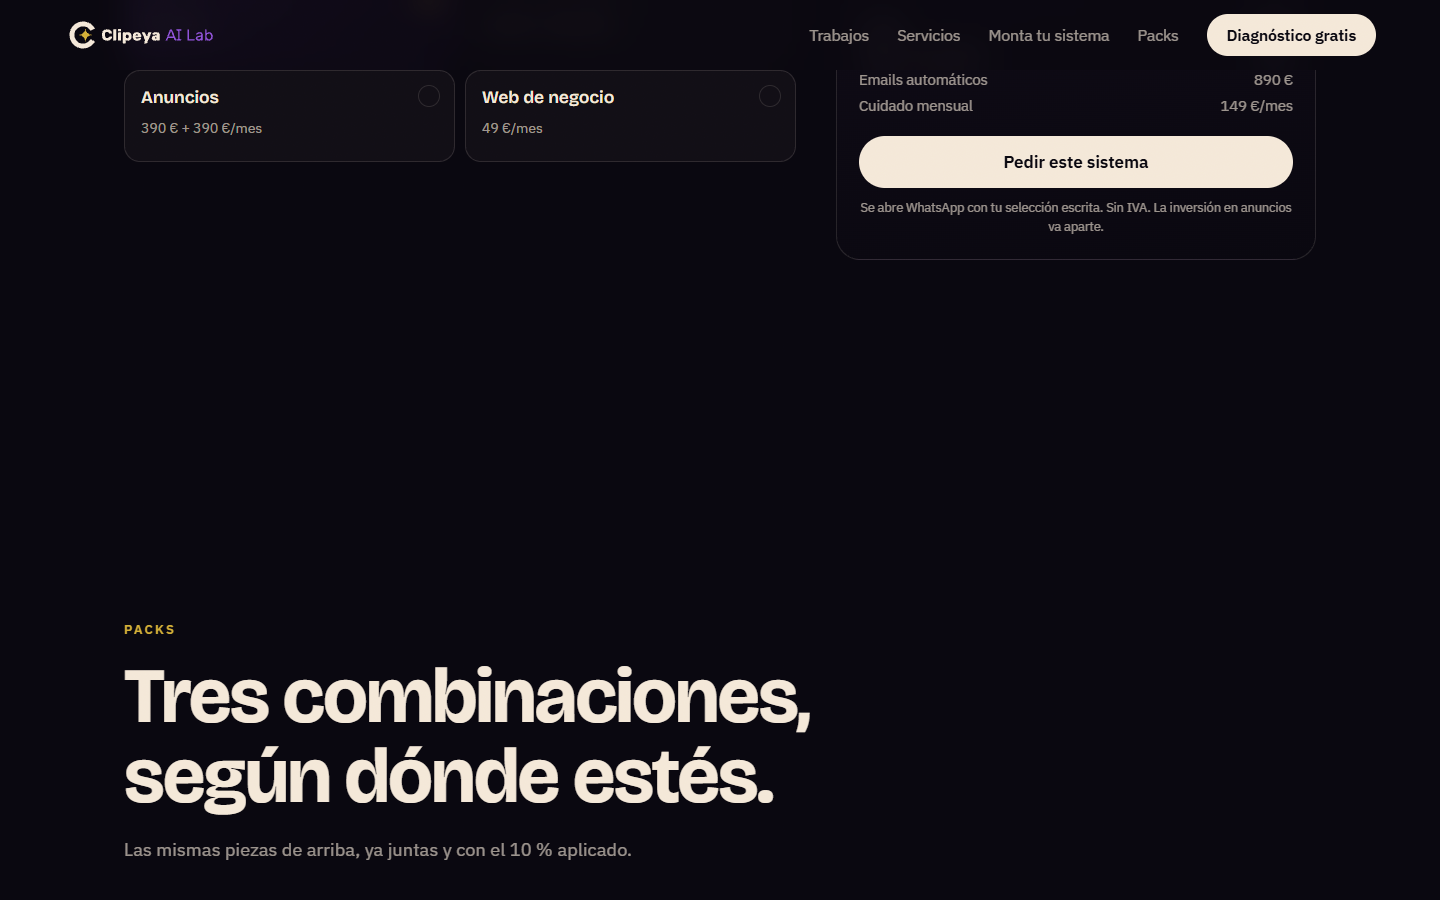 Clipeya AI Lab
Trabajos
Servicios
Monta tu sistema
Packs
Diagnóstico gratis
Anuncios
390 € + 390 €/mes
Web de negocio
49 €/mes
Emails automáticos
890 €
Cuidado mensual
149 €/mes
Pedir este sistema
Se abre WhatsApp con tu selección escrita. Sin IVA. La inversión en anuncios
va aparte.
PACKS
Tres combinaciones,
según dónde estés.
Las mismas piezas de arriba, ya juntas y con el 10 % aplicado.